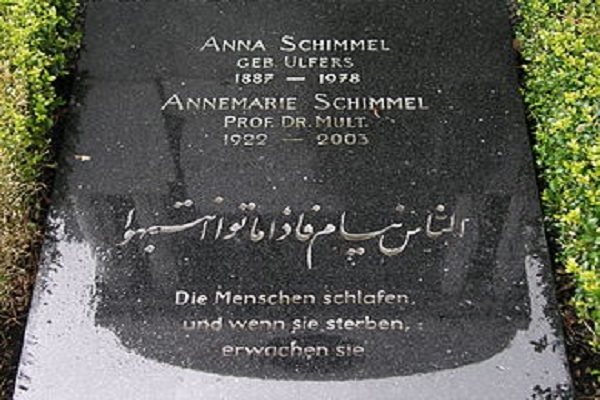 ANNA SCHIMMEL
GEB ULFERS
1887 – 1978
ANNEMARIE SCHIMMEL
PROF. DR. MULT.
1922 – 2003
الناس نيام فاذا ماتوا انتبهوا
Die Menschen schlafen,
und wenn sie sterben,
erwachen sie